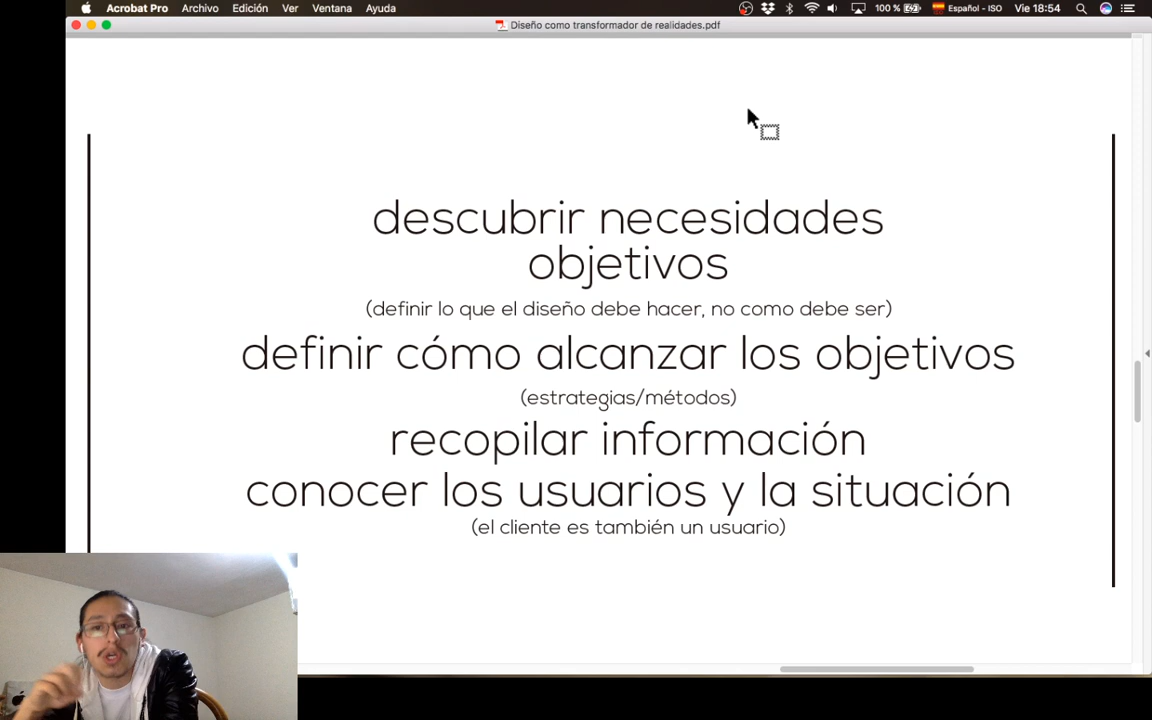 Acrobat Pro Archivo Edición Ver Ventana Ayuda 100 % Español - ISO Vie 18:54
Diseño como transformador de realidades.pdf
descubrir necesidades
objetivos
(definir lo que el diseño debe hacer, no como debe ser)
definir cómo alcanzar los objetivos
(estrategias/métodos)
recopilar información
conocer los usuarios y la situación
(el cliente es también un usuario)